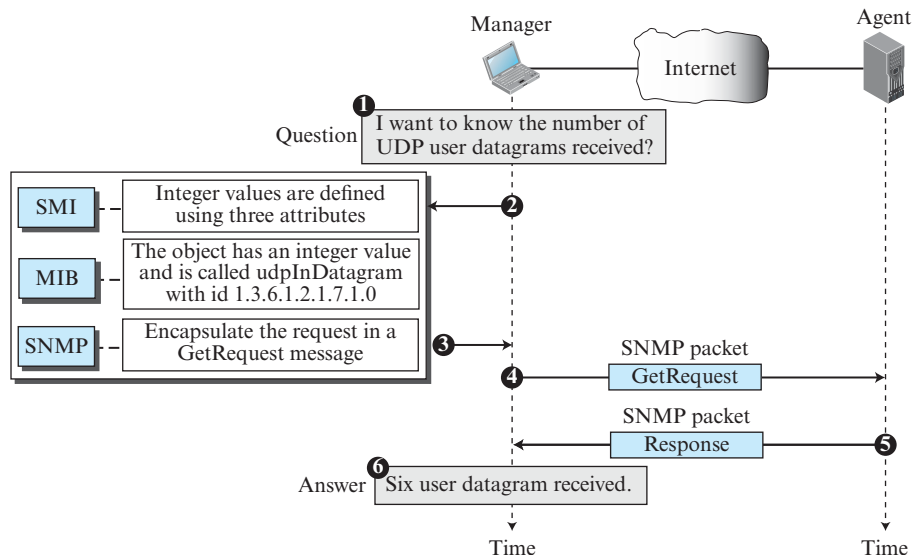 Manager
Agent
Internet
1
Question
I want to know the number of
UDP user datagrams received?
SMI
Integer values are defined
using three attributes
2
MIB
The object has an integer value
and is called udpInDatagram
with id 1.3.6.1.2.1.7.1.0
SNMP
Encapsulate the request in a
GetRequest message
3
SNMP packet
4
GetRequest
SNMP packet
Response
5
6
Answer
Six user datagram received.
Time
Time